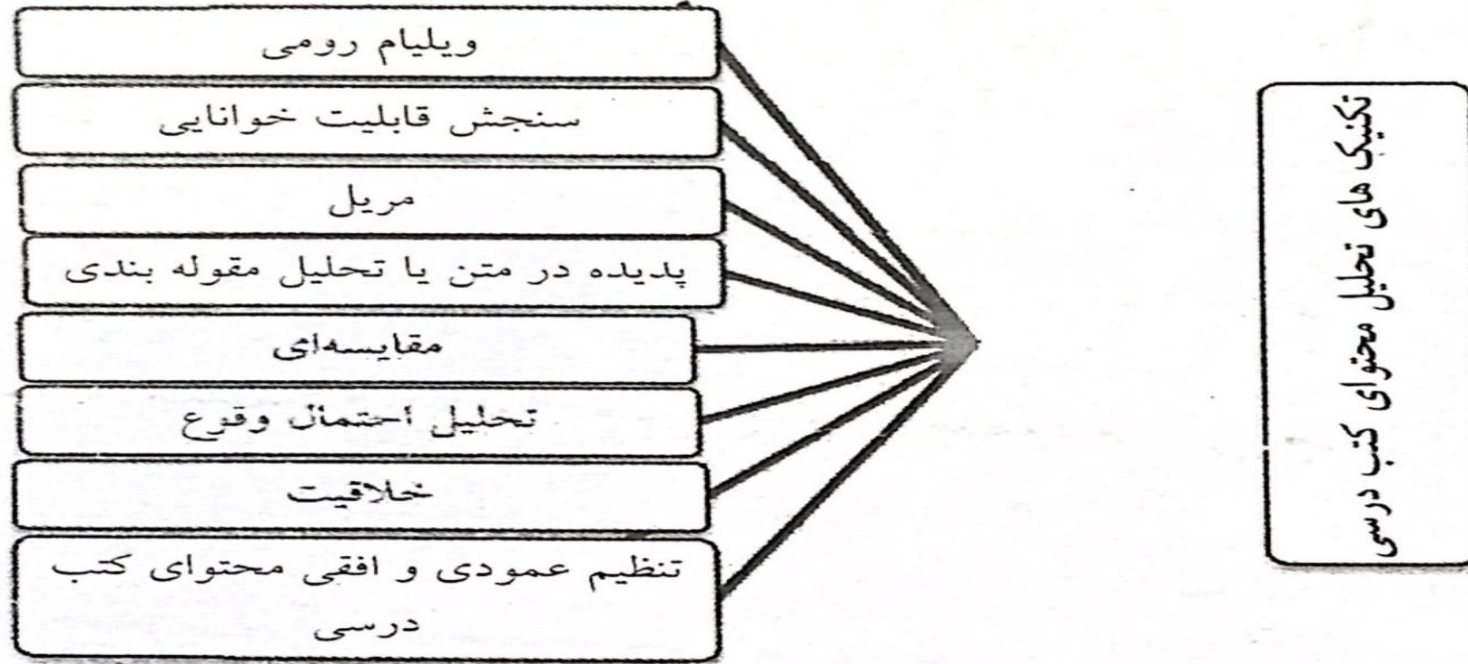 تکنیک های تحلیل محتوای کتب درسی
ویلیام رومی
سنجش قابلیت خوانایی
مریل
پدیده در متن یا تحلیل مقوله بندی
مقایسه‌ای
تحلیل احتمال وقوع
خلاقیت
تنظیم عمودی و افقی محتوای کتب
درسی